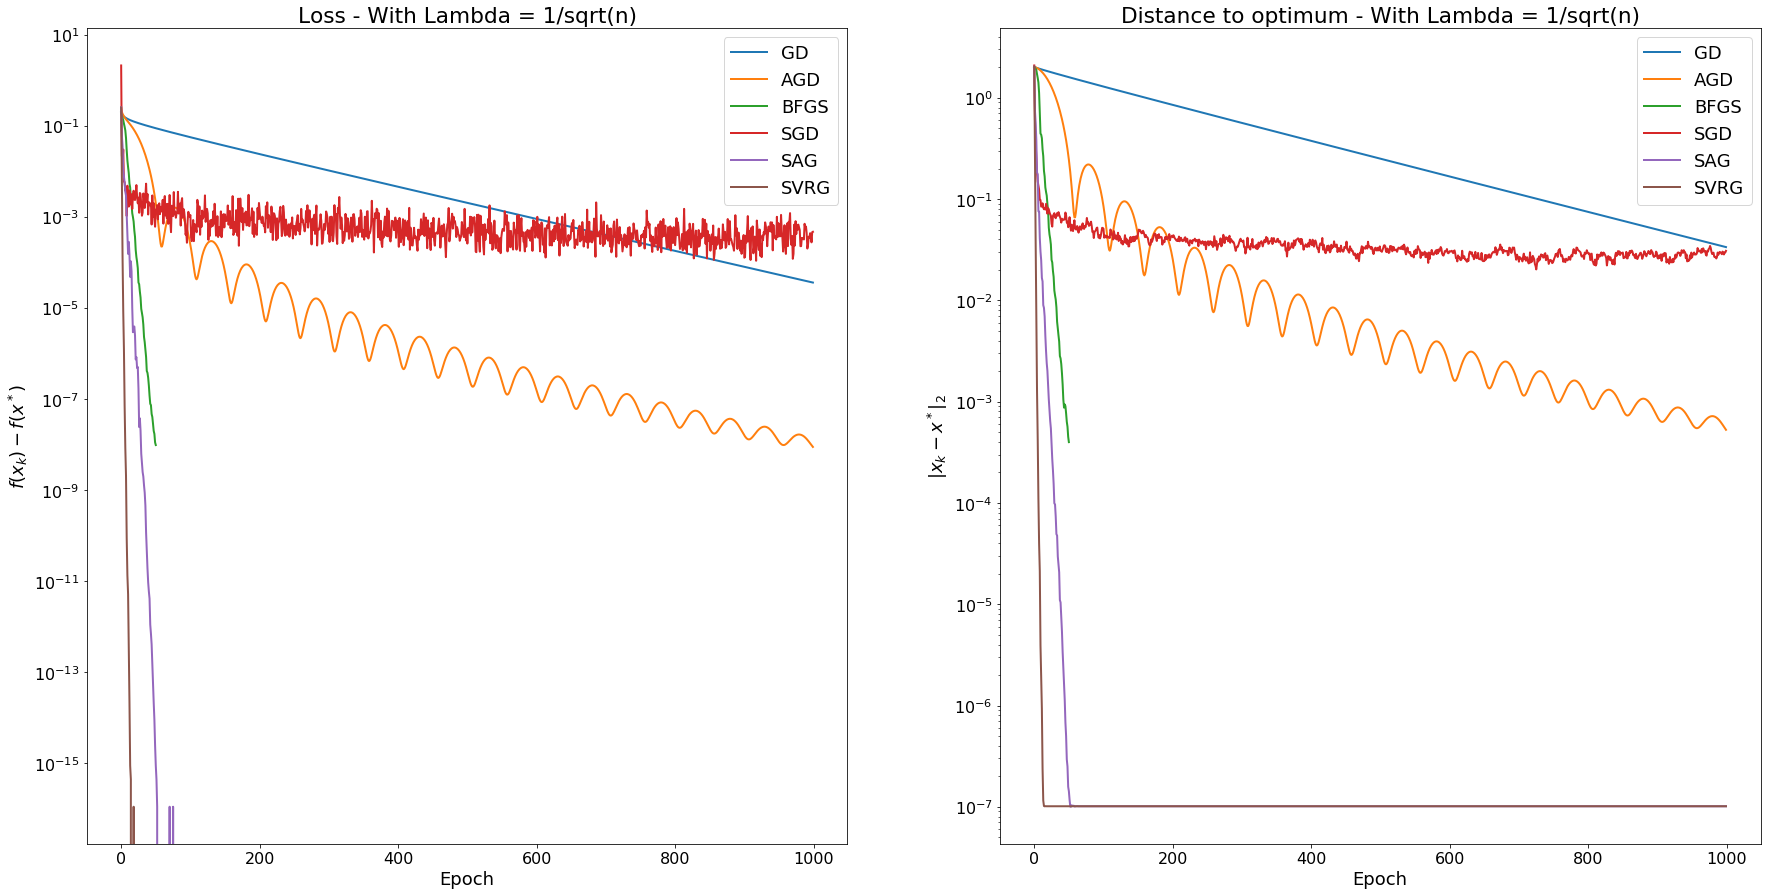 Loss - With Lambda = 1/sqrt(n)
10^1
10^-1
10^-3
10^-5
10^-7
10^-9
10^-11
10^-13
10^-15
f(x_k) − f(x^*)
0 200 400 600 800 1000
Epoch
GD
AGD
BFGS
SGD
SAG
SVRG
Distance to optimum - With Lambda = 1/sqrt(n)
10^0
10^-1
10^-2
10^-3
10^-4
10^-5
10^-6
10^-7
|x_k − x^*|_2
0 200 400 600 800 1000
Epoch
GD
AGD
BFGS
SGD
SAG
SVRG